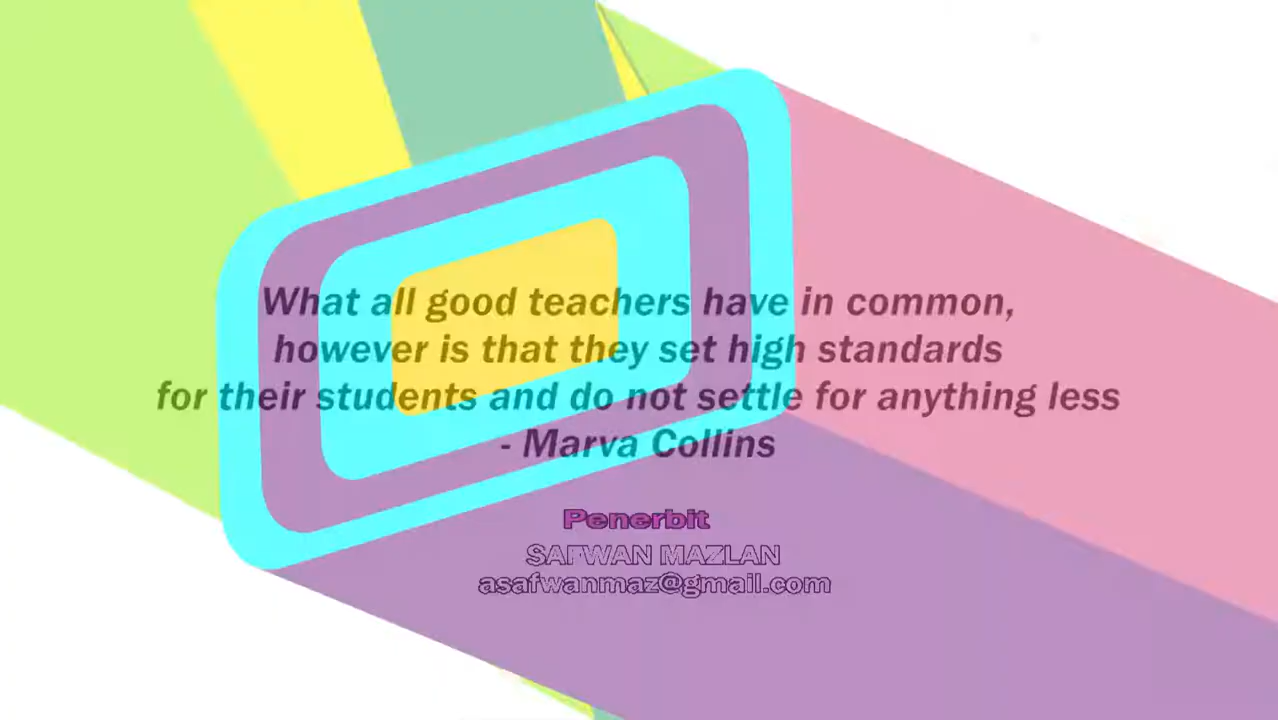 What all good teachers have in common,
however is that they set high standards
for their students and do not settle for anything less
- Marva Collins
Penerbit
SAFWAN MAZLAN
asafwanmaz@gmail.com